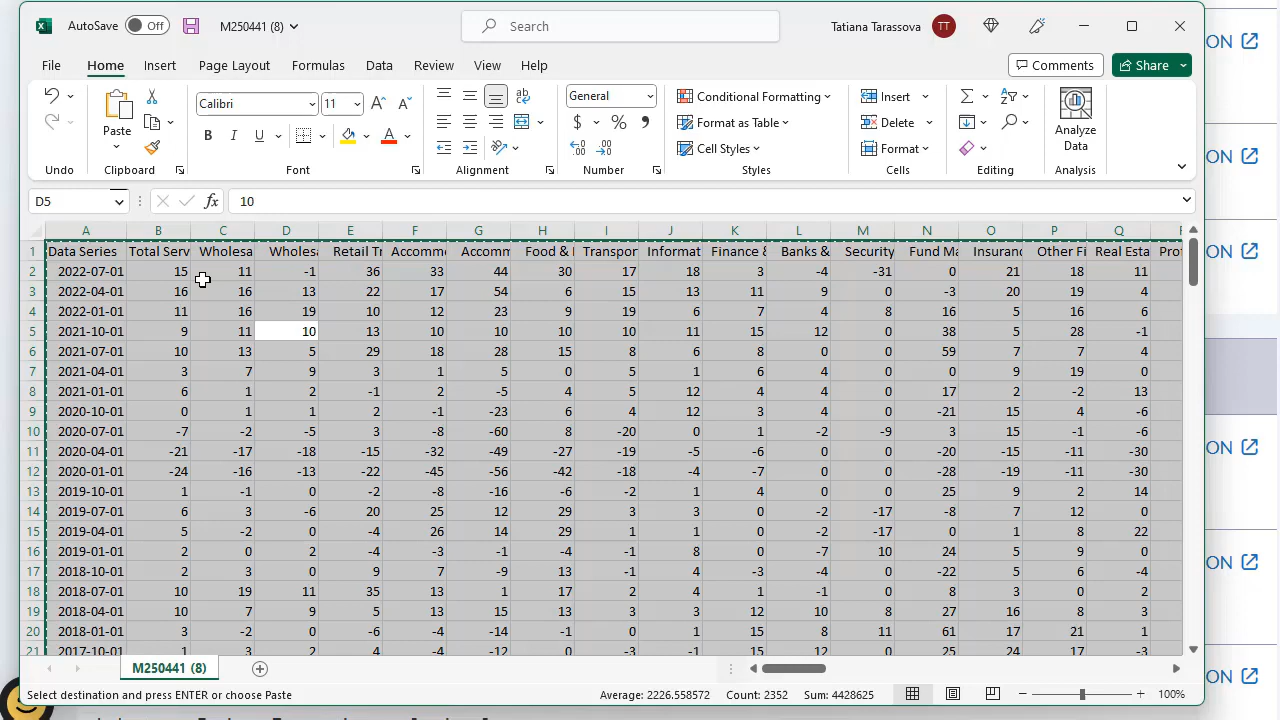 AutoSave Off M250441 (8) Search Tatiana Tarassova TT
File Home Insert Page Layout Formulas Data Review View Help Comments Share
Paste Calibri 11 General Conditional Formatting Insert Analyze Data
Format as Table Delete
Cell Styles Format
Undo Clipboard Font Alignment Number Styles Cells Editing Analysis
D5 fx 10
A B C D E F G H I J K L M N O P Q
1 Data Series Total Serv Wholesa Wholesa Retail Tr Accomm Accomm Food & Transpor Informat Finance & Banks & Security Fund Ma Insuranc Other Fi Real Esta Prof
2 2022-07-01 15 11 -1 36 33 44 30 17 18 3 -4 -31 0 21 18 11
3 2022-04-01 16 16 13 22 17 54 6 15 13 11 9 0 -3 20 19 4
4 2022-01-01 11 16 19 10 12 23 9 19 6 7 4 8 16 5 16 6
5 2021-10-01 9 11 10 13 10 10 10 10 11 15 12 0 38 5 28 -1
6 2021-07-01 10 13 5 29 18 28 15 8 6 8 0 0 59 7 7 4
7 2021-04-01 3 7 9 3 1 5 0 5 1 6 4 0 0 9 19 0
8 2021-01-01 6 1 2 -1 2 -5 4 5 12 4 4 0 17 2 -2 13
9 2020-10-01 0 1 1 2 -1 -23 6 4 12 3 4 0 -21 15 4 -6
10 2020-07-01 -7 -2 -5 3 -8 -60 8 -20 0 1 -2 -9 3 15 -1 -6
11 2020-04-01 -21 -17 -18 -15 -32 -49 -27 -19 -5 -6 0 0 -20 -15 -11 -30
12 2020-01-01 -24 -16 -13 -22 -45 -56 -42 -18 -4 -7 0 0 -28 -19 -11 -30
13 2019-10-01 1 -1 0 -2 -8 -16 -6 -2 1 4 0 0 25 9 2 14
14 2019-07-01 6 3 -6 20 25 12 29 3 3 0 -2 -17 -8 7 12 0
15 2019-04-01 5 -2 0 -4 26 14 29 1 1 0 -2 -17 0 1 8 22
16 2019-01-01 2 0 2 -4 -3 -1 -4 -1 8 0 -7 10 24 5 9 0
17 2018-10-01 2 3 0 9 7 -9 13 -1 4 -3 -4 0 -22 5 6 -4
18 2018-07-01 10 19 11 35 13 1 17 2 4 1 -1 0 8 3 0 2
19 2018-04-01 10 7 9 5 13 15 13 3 3 12 10 8 27 16 8 3
20 2018-01-01 3 -2 0 -6 -4 -14 -1 0 1 15 8 11 61 17 21 1
21 2017-10-01 1 3 2 4 -4 -12 0 -3 -1 15 12 0 25 24 17 -3
M250441 (8)
Select destination and press ENTER or choose Paste Average: 2226.558572 Count: 2352 Sum: 4428625 100%
ON
ON
ON
ON
ON
ON